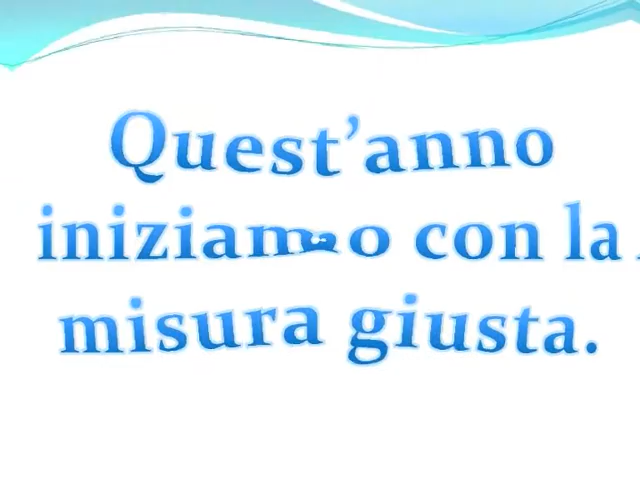 Quest’anno
iniziamo con la
misura giusta.